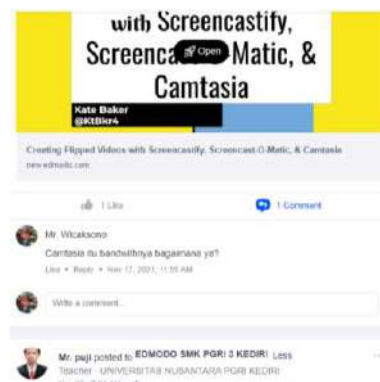 with Screencastify,
Screenca Open Matic, &
Camtasia
Kate Baker
@KtBkr4
Creating Flipped Videos with Screencastify, Screencast-O-Matic, & Camtasia
new.edmodo.com
1 Like 1 Comment
Mr. Wicaksono
Camtasia itu bandwithnya bagaimana ya?
Like • Reply • Nov 17, 2021, 11:55 AM
Write a comment...
Mr. puji posted to EDMODO SMK PGRI 3 KEDIRI Less
Teacher - UNIVERSITAS NUSANTARA PGRI KEDIRI